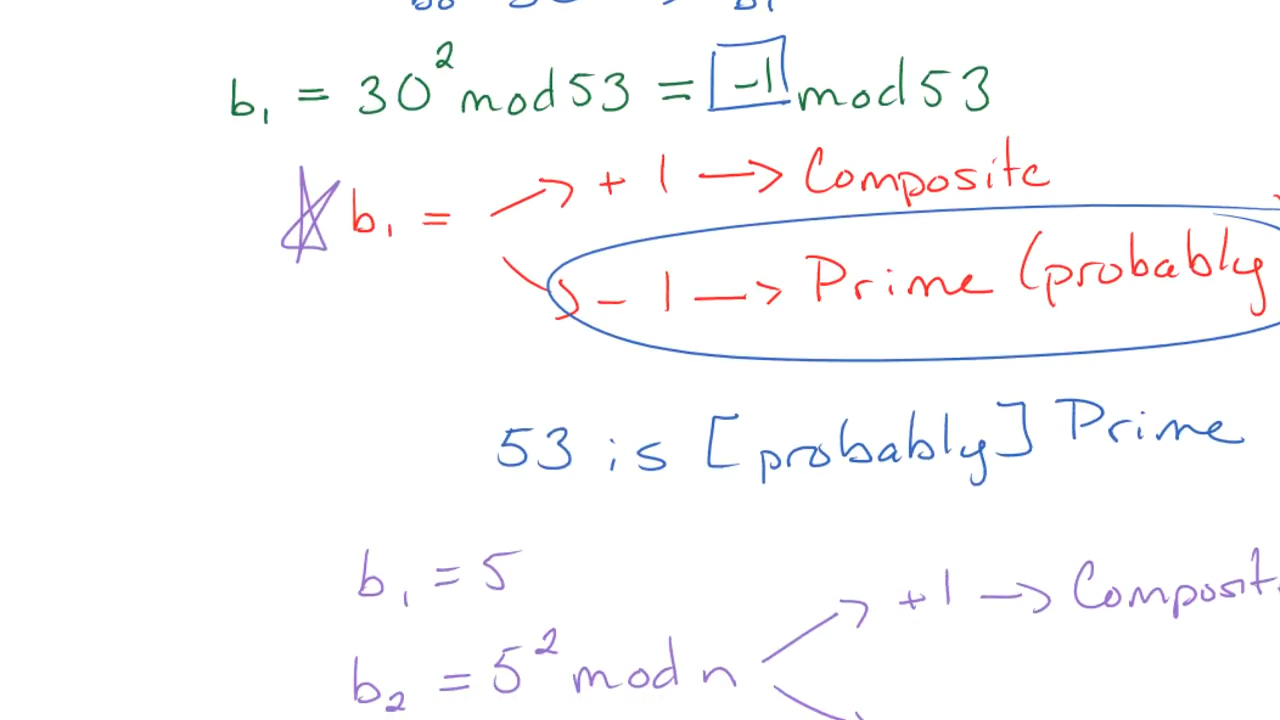 b₁ = 30² mod 53 = -1 mod 53
b₁ = → + 1 → Composite
→ - 1 → Prime (probably
53 is [probably] Prime
b₁ = 5
→ +1 → Composit
b₂ = 5² mod n